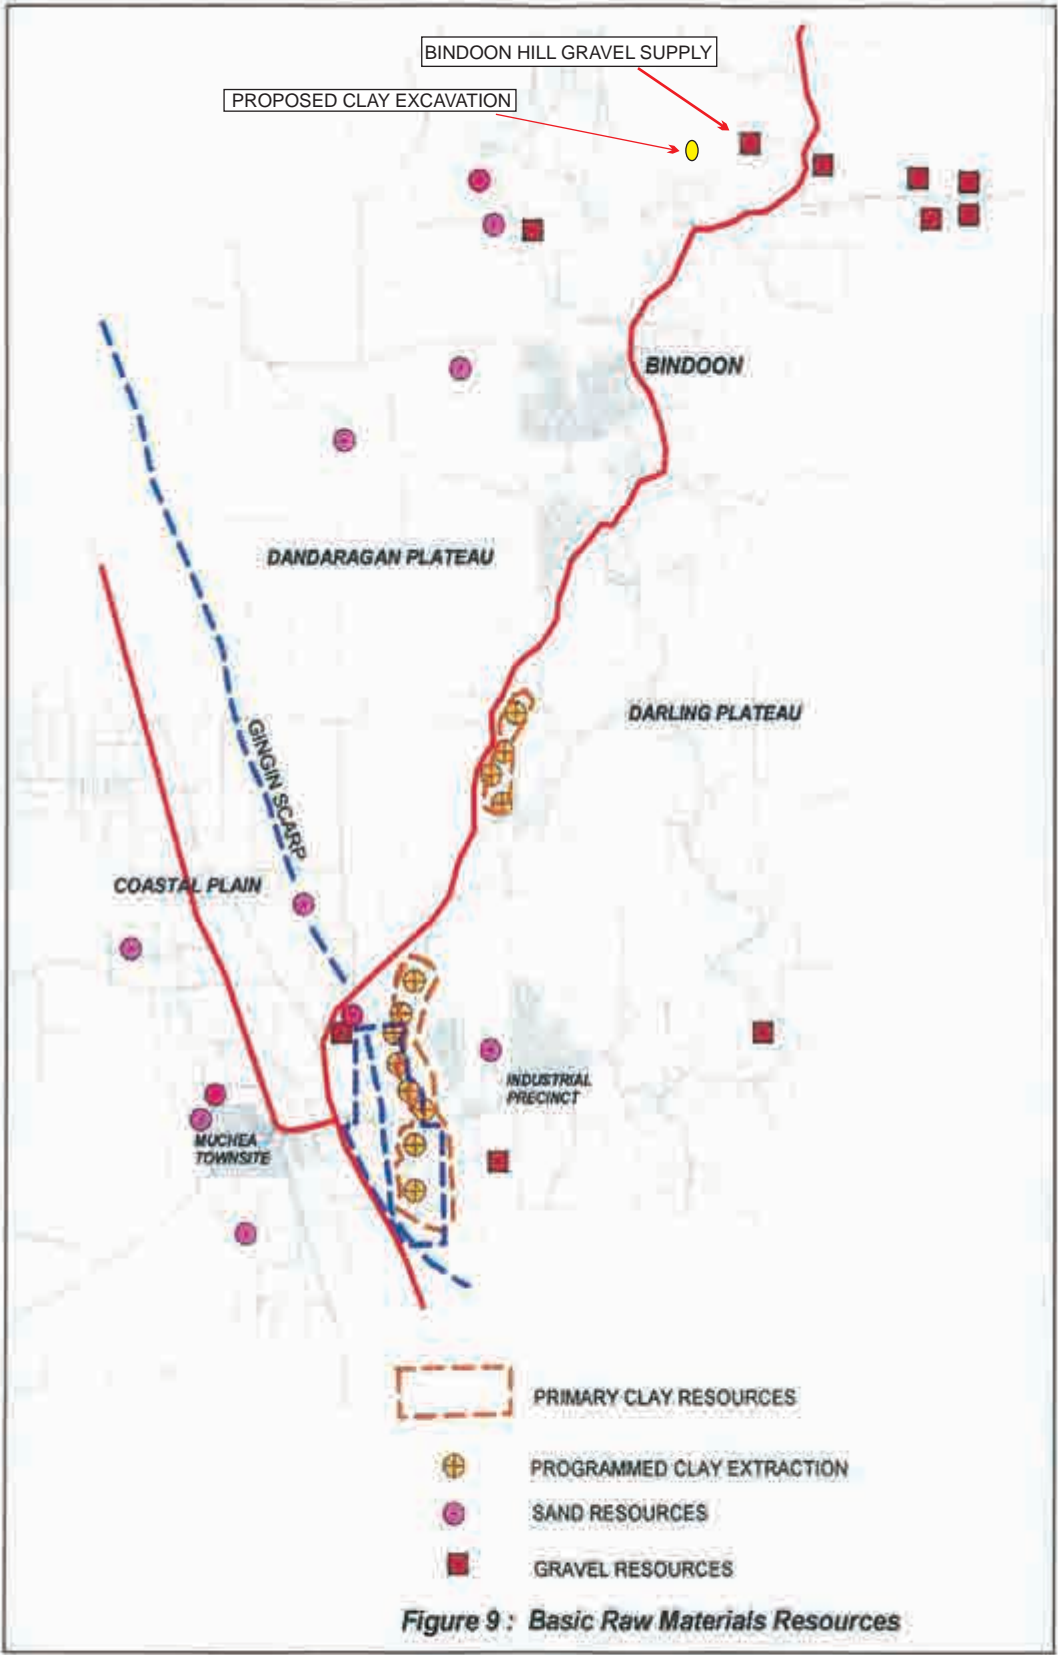 BINDOON HILL GRAVEL SUPPLY
PROPOSED CLAY EXCAVATION
BINDOON
DANDARAGAN PLATEAU
DARLING PLATEAU
GINGIN SCARP
COASTAL PLAIN
INDUSTRIAL
PRECINCT
MUCHEA
TOWNSITE
PRIMARY CLAY RESOURCES
PROGRAMMED CLAY EXTRACTION
SAND RESOURCES
GRAVEL RESOURCES
Figure 9 : Basic Raw Materials Resources